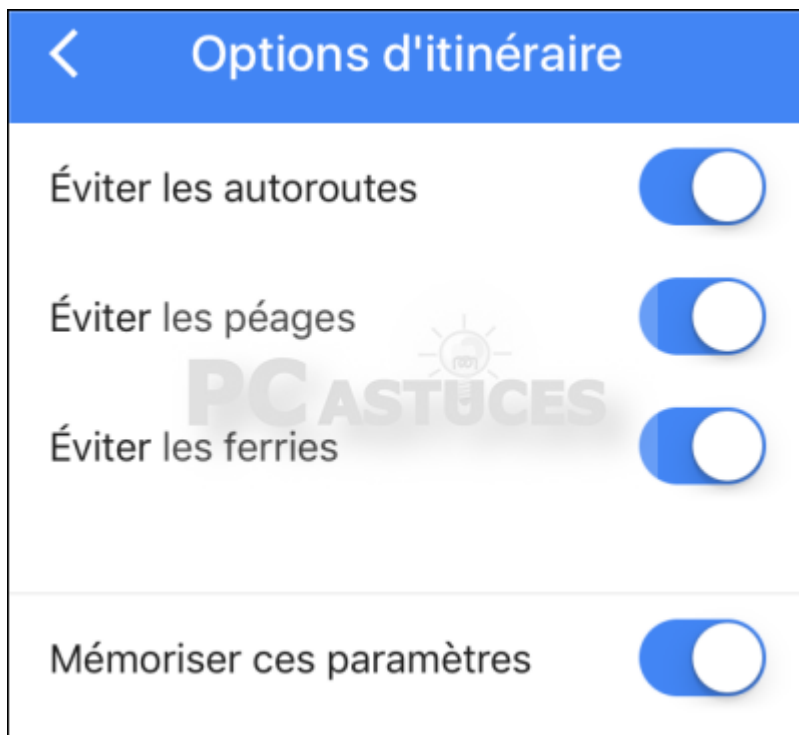 Options d'itinéraire
Éviter les autoroutes
Éviter les péages
PC ASTUCES
Éviter les ferries
Mémoriser ces paramètres